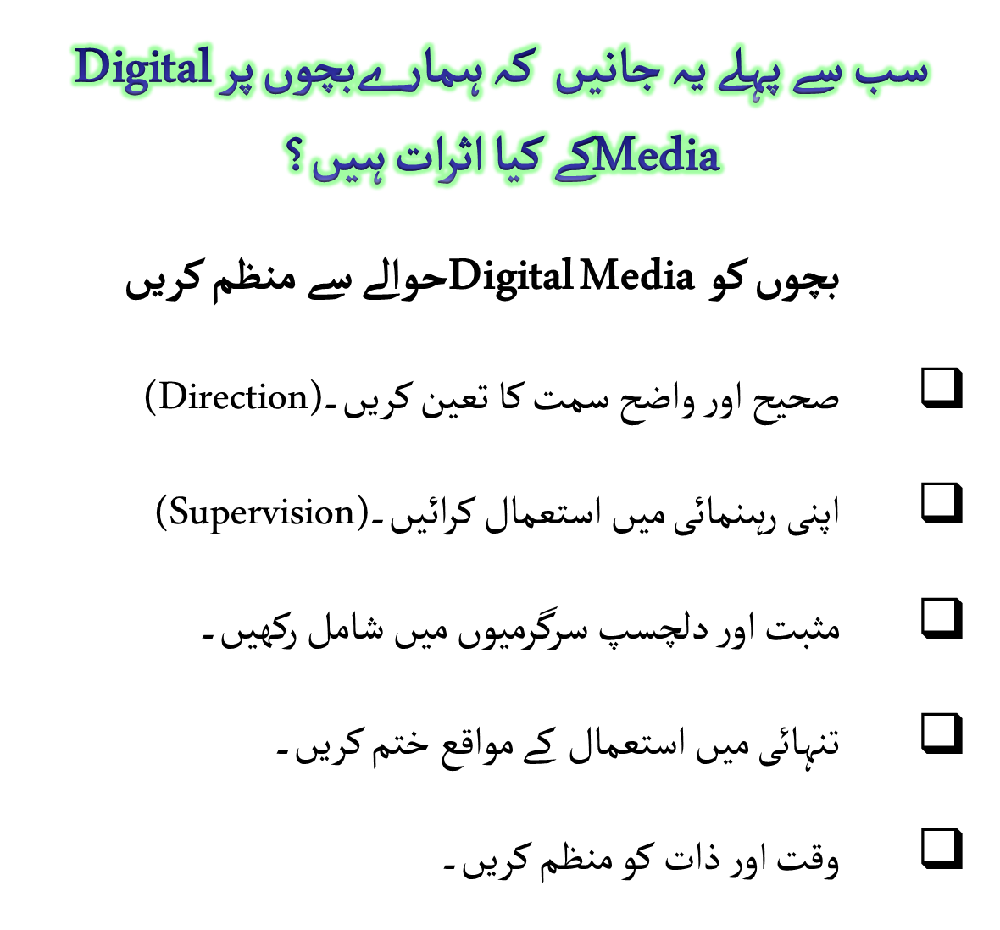 سب سے پہلے یہ جانیں کہ ہمارے بچوں پر Digital
Media کے کیا اثرات ہیں؟
بچوں کو Digital Media حوالے سے منظم کریں
صحیح اور واضح سمت کا تعین کریں۔(Direction)
اپنی رہنمائی میں استعمال کرائیں۔(Supervision)
مثبت اور دلچسپ سرگرمیوں میں شامل رکھیں۔
تنہائی میں استعمال کے مواقع ختم کریں۔
وقت اور ذات کو منظم کریں۔